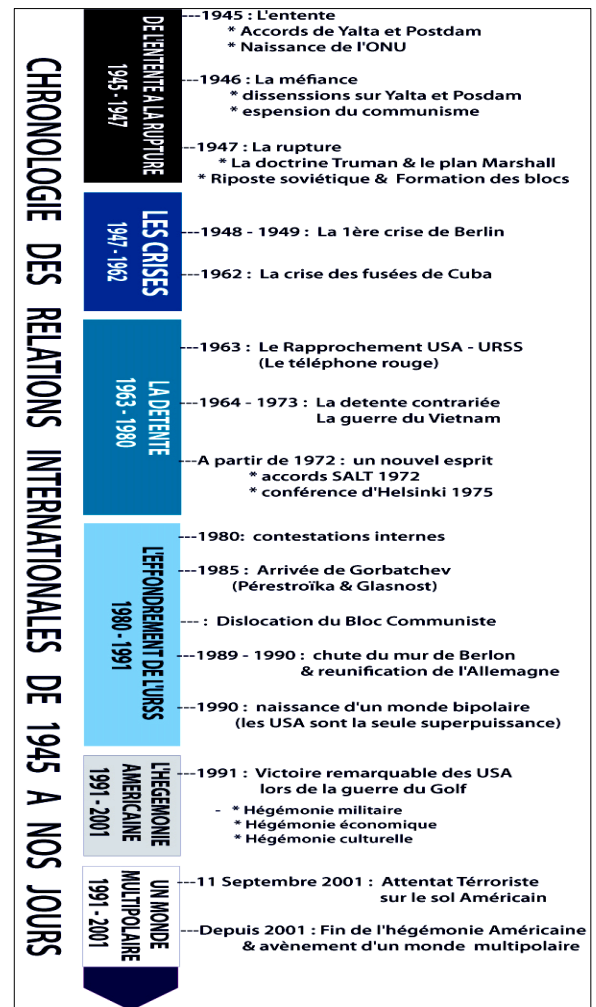 CHRONOLOGIE DES RELATIONS INTERNATIONALES DE 1945 A NOS JOURS
DE L'ENTENTE A LA RUPTURE
1945 - 1947
---1945 : L'entente
* Accords de Yalta et Postdam
* Naissance de l'ONU
---1946 : La méfiance
* dissenssions sur Yalta et Posdam
* espension du communisme
---1947 : La rupture
* La doctrine Truman & le plan Marshall
* Riposte soviétique & Formation des blocs
LES CRISES
1947 - 1962
---1948 - 1949 : La 1ère crise de Berlin
---1962 : La crise des fusées de Cuba
LA DETENTE
1963 - 1980
---1963 : Le Rapprochement USA - URSS
(Le téléphone rouge)
---1964 - 1973 : La detente contrariée
La guerre du Vietnam
---A partir de 1972 : un nouvel esprit
* accords SALT 1972
* conférence d'Helsinki 1975
L'EFFONDREMENT DE L'URSS
1980 - 1991
---1980: contestations internes
---1985 : Arrivée de Gorbatchev
(Pérestroïka & Glasnost)
--- : Dislocation du Bloc Communiste
---1989 - 1990 : chute du mur de Berlon
& reunification de l'Allemagne
---1990 : naissance d'un monde bipolaire
(les USA sont la seule superpuissance)
L'HEGEMONIE
AMERICAINE
1991 - 2001
---1991 : Victoire remarquable des USA
lors de la guerre du Golf
- * Hégémonie militaire
* Hégémonie économique
* Hégémonie culturelle
UN MONDE
MULTIPOLAIRE
1991 - 2001
---11 Septembre 2001 : Attentat Térroriste
sur le sol Américain
---Depuis 2001 : Fin de l'hégémonie Américaine
& avènement d'un monde multipolaire